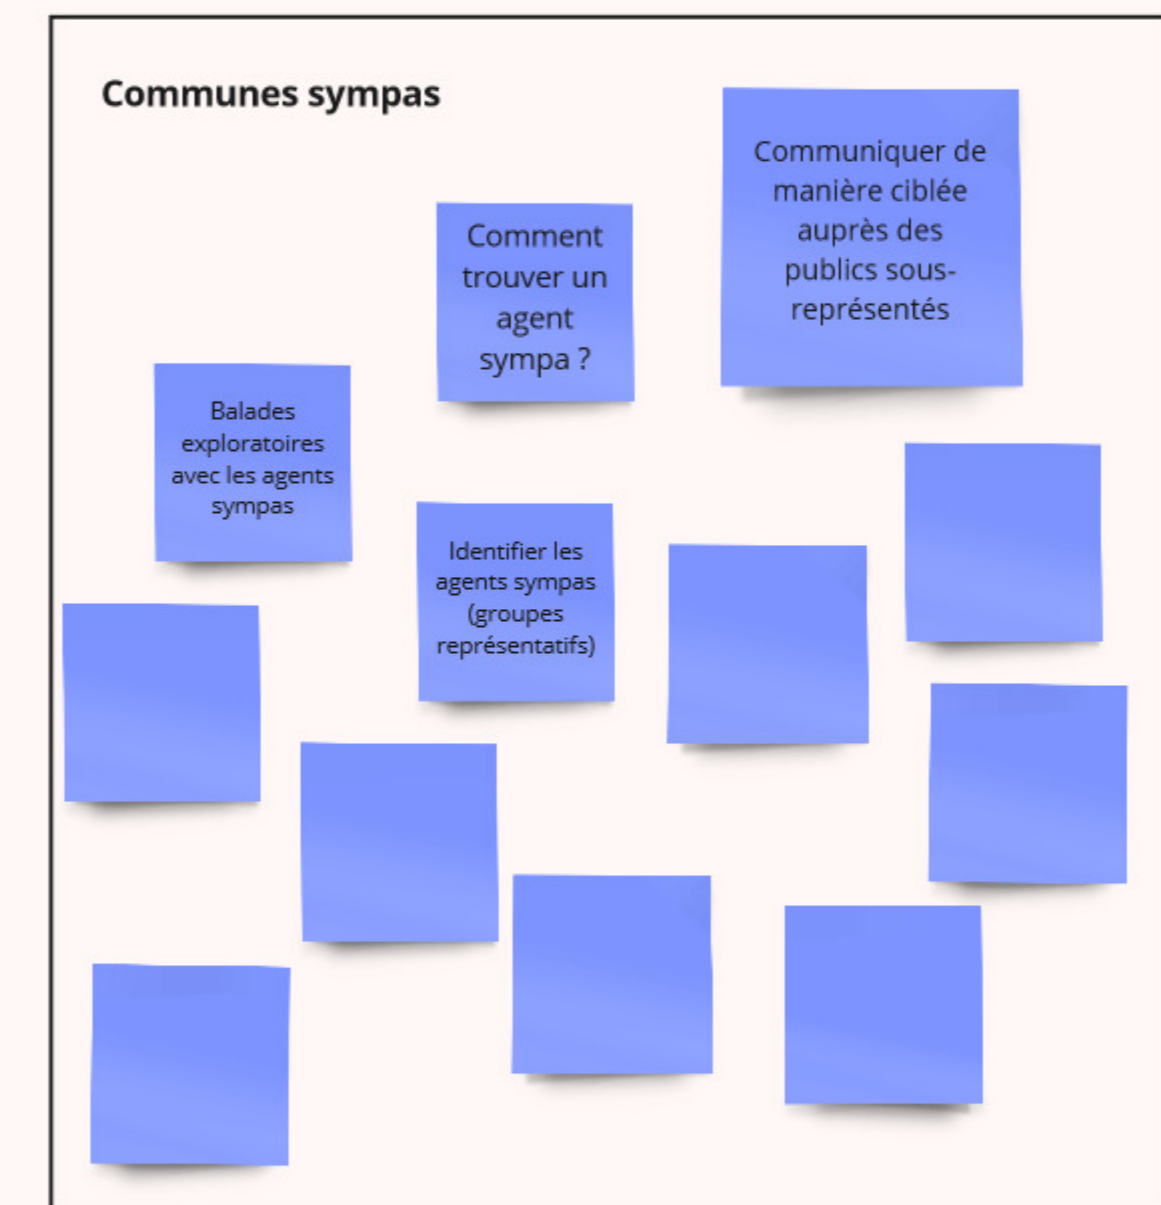 Communes sympas
Communiquer de
manière ciblée
auprès des
publics sous-
représentés
Comment
trouver un
agent
sympa ?
Balades
exploratoires
avec les agents
sympas
Identifier les
agents sympas
(groupes
représentatifs)